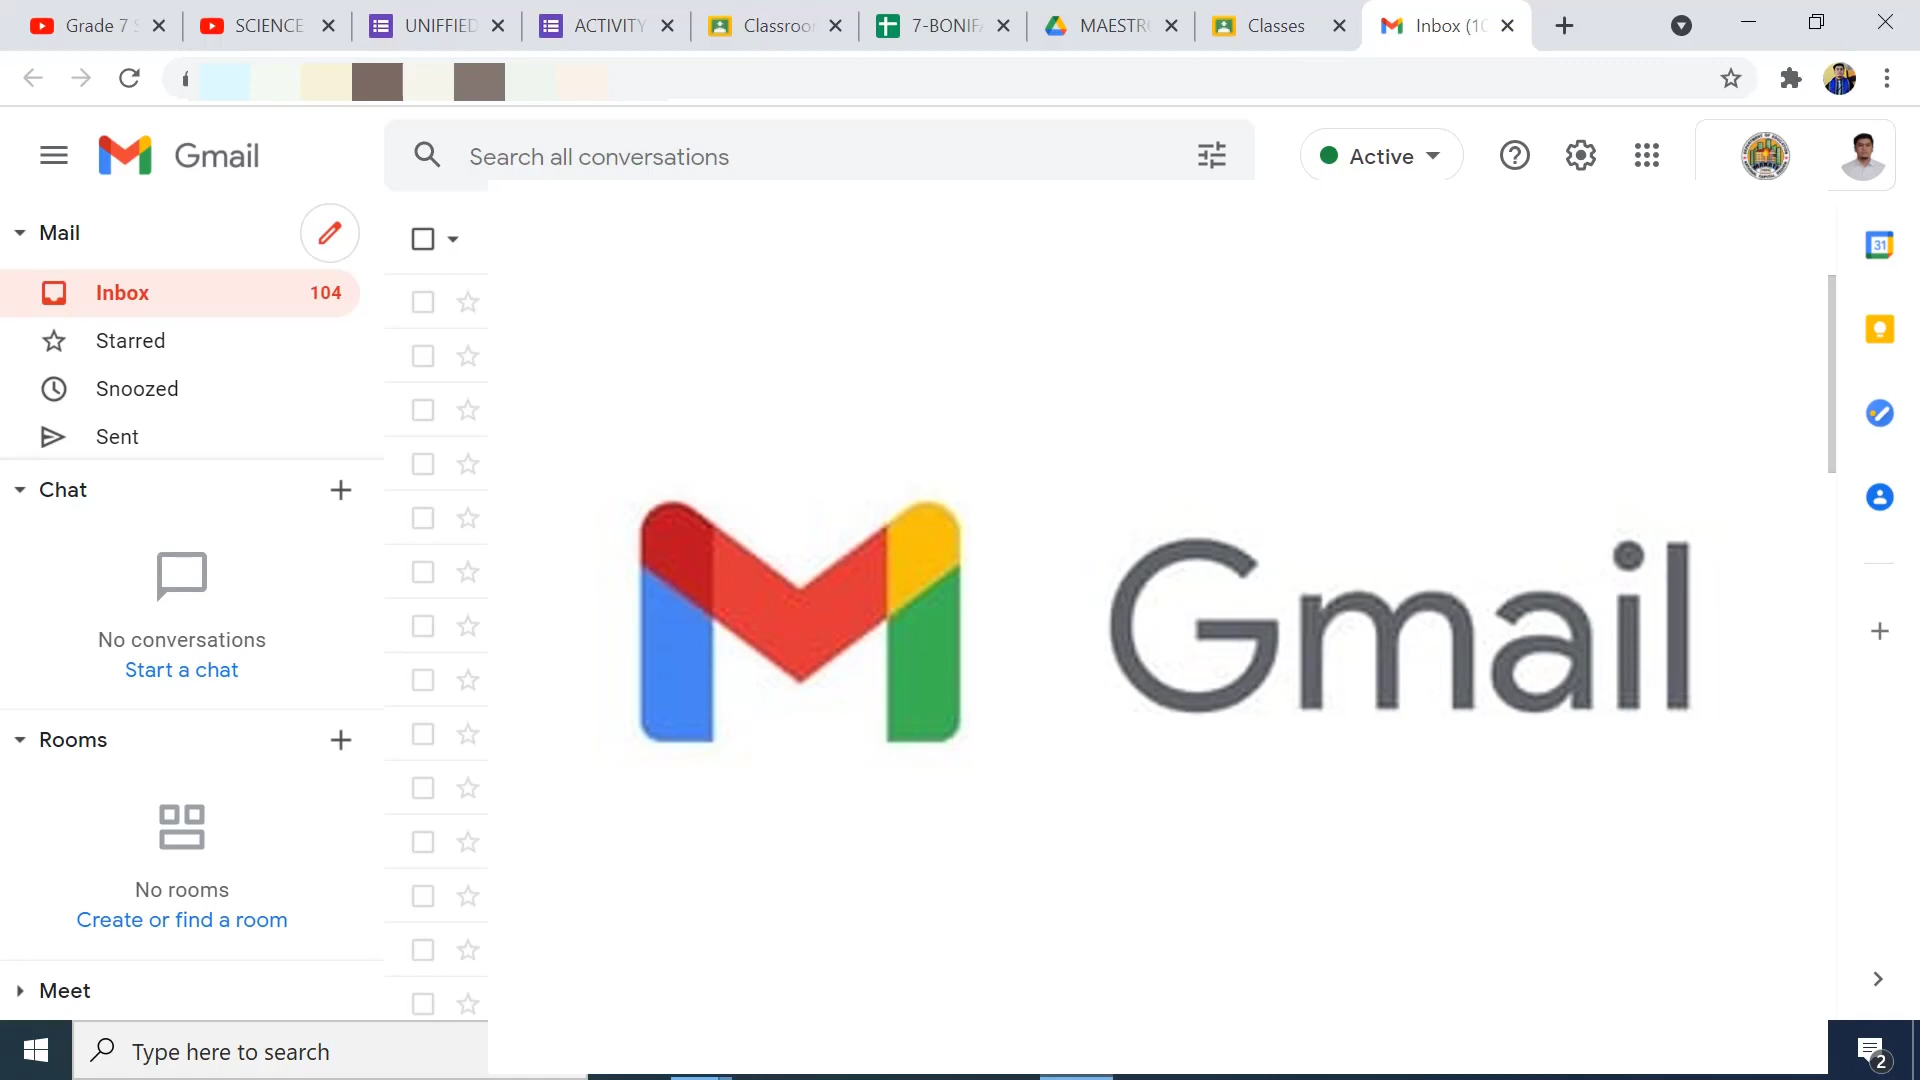 Grade 7
SCIENCE
UNIFFIED
ACTIVITY
Classroo
7-BONIFA
MAESTR
Classes
Inbox (10
Gmail
Search all conversations
Active
Mail
Inbox 104
Starred
Snoozed
Sent
Chat
No conversations
Start a chat
Rooms
No rooms
Create or find a room
Meet
Gmail
31
Type here to search
2